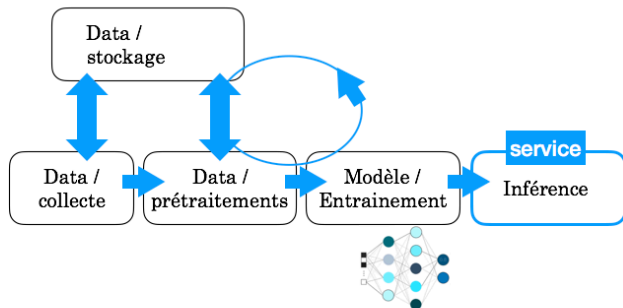 Data /
stockage
Data /
collecte
Data /
prétraitements
Modèle /
Entrainement
service
Inférence